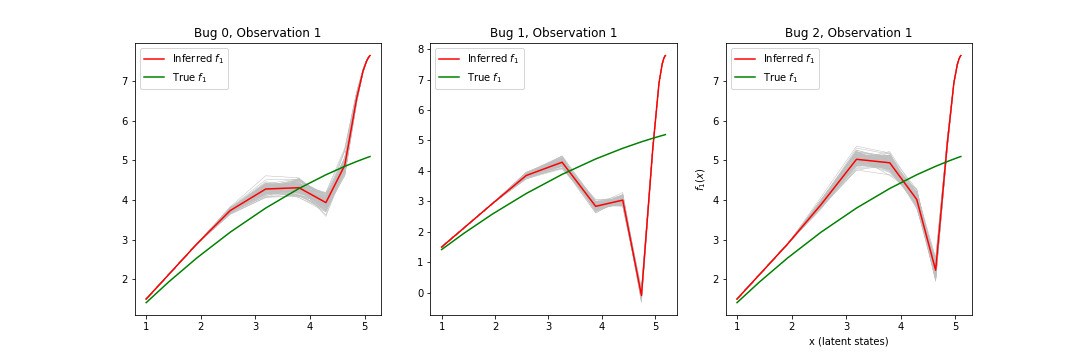 Bug 0, Observation 1
Inferred f₁
True f₁
7
6
5
4
3
2
1 2 3 4 5
Bug 1, Observation 1
Inferred f₁
True f₁
8
7
6
5
4
3
2
1
0
1 2 3 4 5
Bug 2, Observation 1
Inferred f₁
True f₁
f₁(x)
7
6
5
4
3
2
1 2 3 4 5
x (latent states)